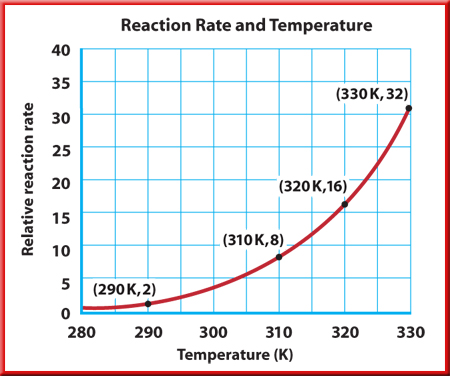 Reaction Rate and Temperature
Relative reaction rate
40
35
30
25
20
15
10
5
0
(330 K, 32)
(320 K, 16)
(310 K, 8)
(290 K, 2)
280 290 300 310 320 330
Temperature (K)